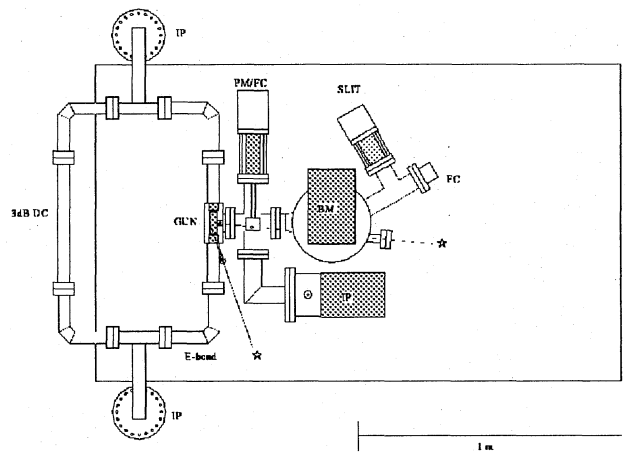 IP
PM/FC
SLIT
FC
3dB DC
GUN
BM
IP
E-bend
IP
1 m